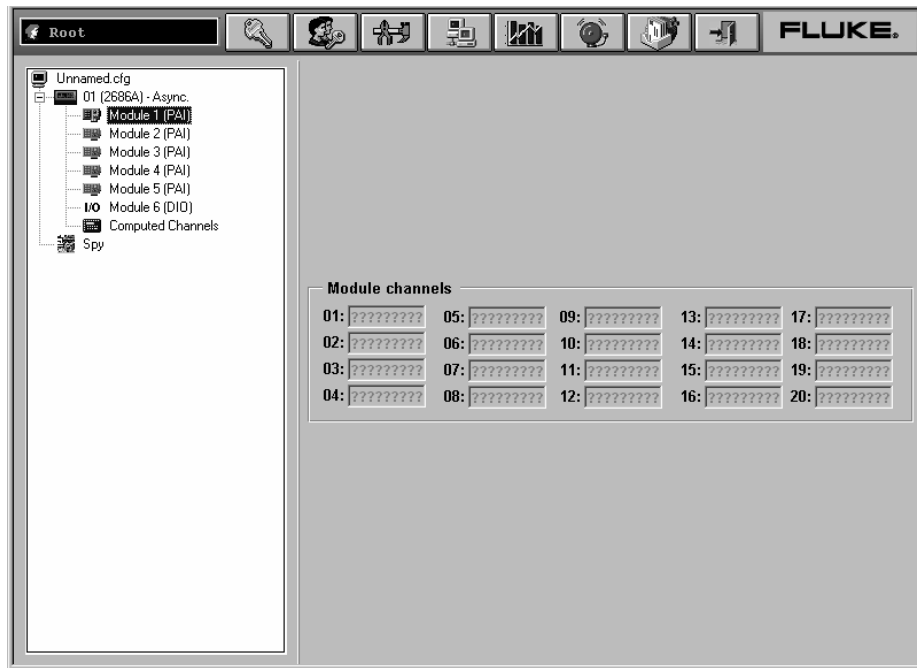 Root
FLUKE®
Unnamed.cfg
01 (2686A) - Async.
Module 1 (PAI)
Module 2 (PAI)
Module 3 (PAI)
Module 4 (PAI)
Module 5 (PAI)
I/O Module 6 (DIO)
Computed Channels
Spy
Module channels
01: ????????? 05: ????????? 09: ????????? 13: ????????? 17: ?????????
02: ????????? 06: ????????? 10: ????????? 14: ????????? 18: ?????????
03: ????????? 07: ????????? 11: ????????? 15: ????????? 19: ?????????
04: ????????? 08: ????????? 12: ????????? 16: ????????? 20: ?????????